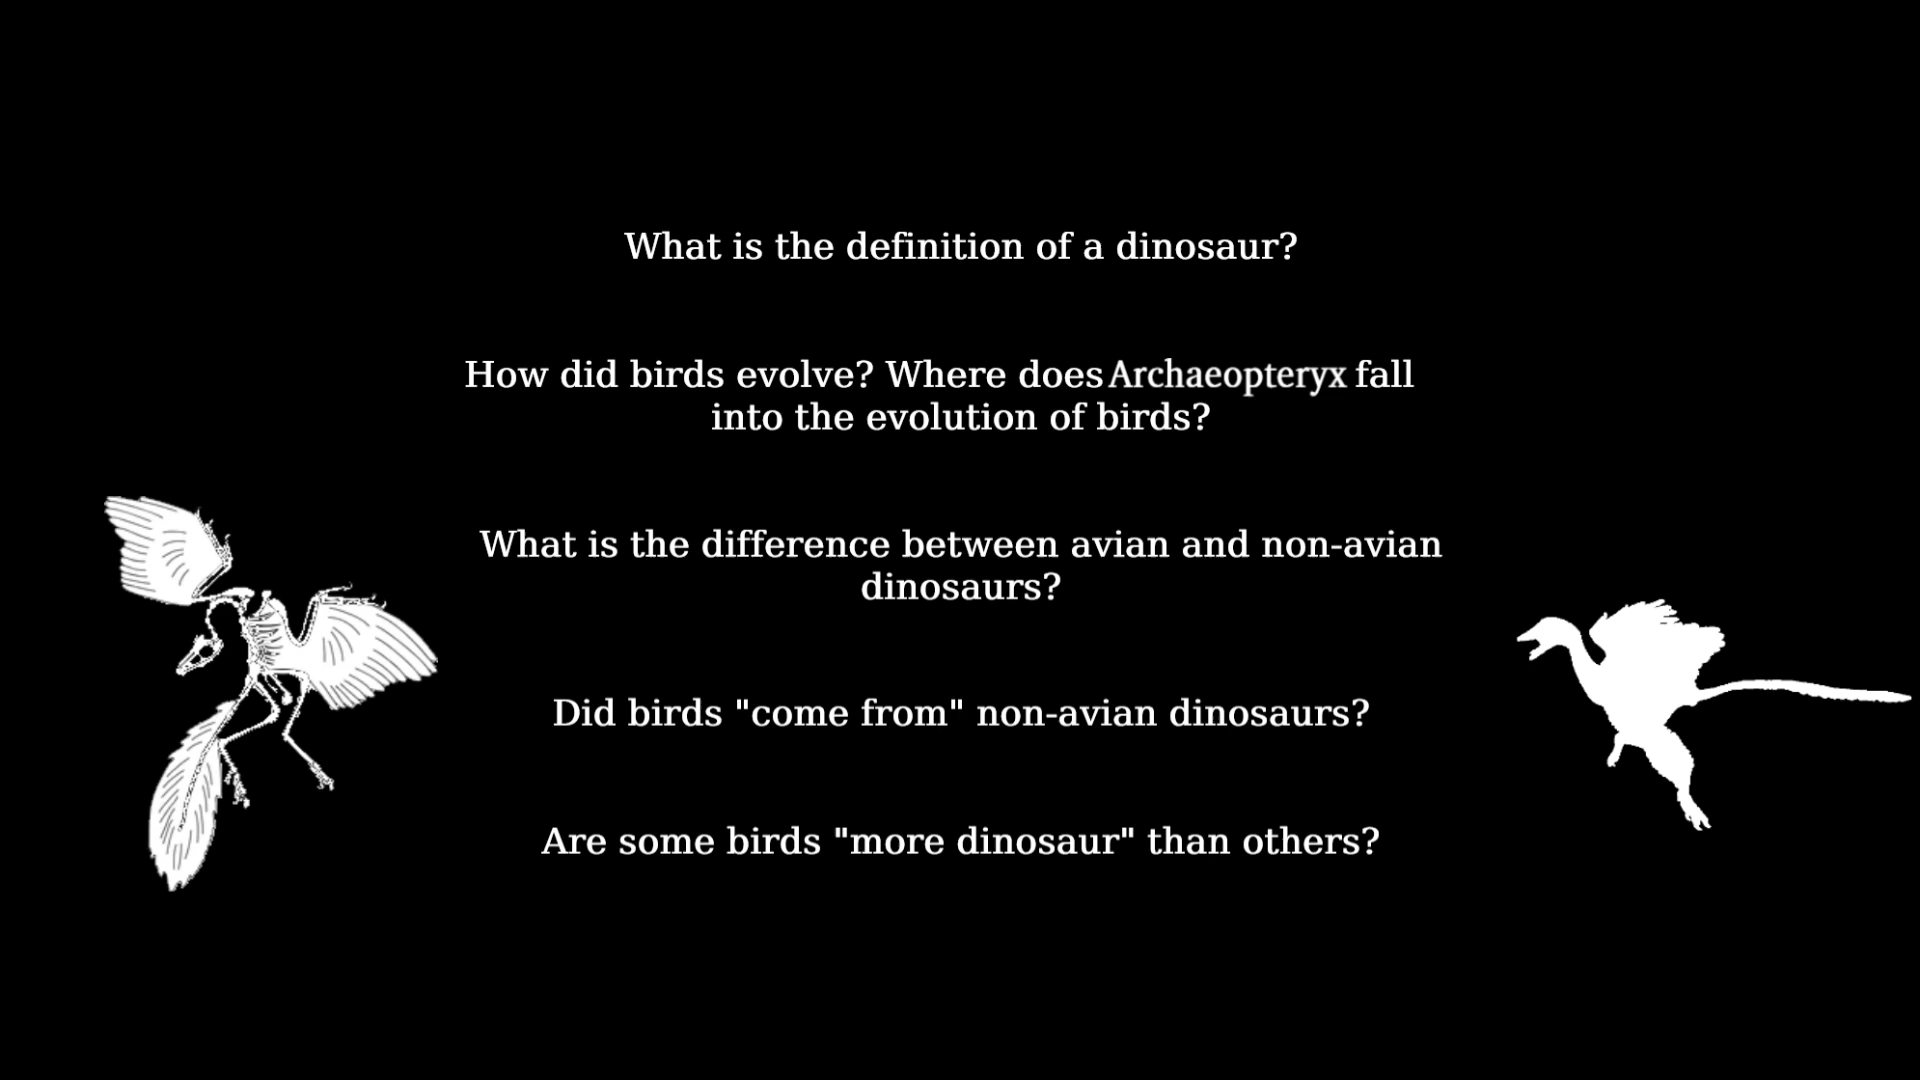 What is the definition of a dinosaur?
How did birds evolve? Where does Archaeopteryx fall
into the evolution of birds?
What is the difference between avian and non-avian
dinosaurs?
Did birds "come from" non-avian dinosaurs?
Are some birds "more dinosaur" than others?